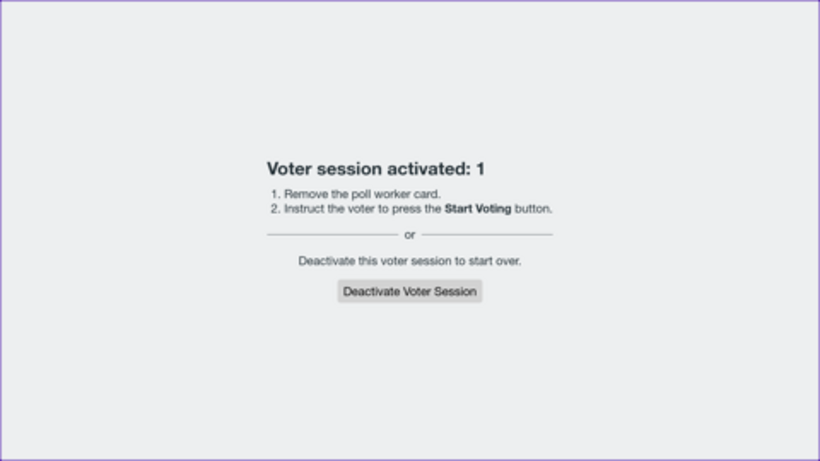 Voter session activated: 1
1. Remove the poll worker card.
2. Instruct the voter to press the Start Voting button.
or
Deactivate this voter session to start over.
Deactivate Voter Session